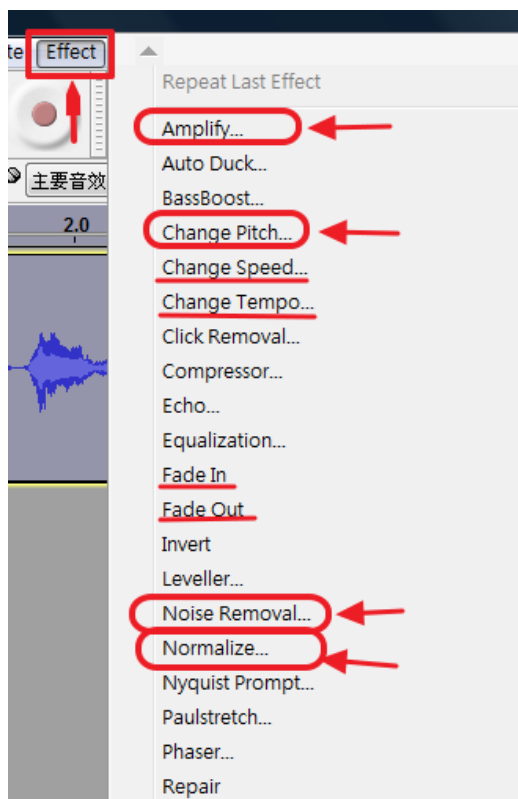 te Effect
Repeat Last Effect
Amplify...
Auto Duck...
主要音效
BassBoost...
2.0
Change Pitch...
Change Speed...
Change Tempo...
Click Removal...
Compressor...
Echo...
Equalization...
Fade In
Fade Out
Invert
Leveller...
Noise Removal...
Normalize...
Nyquist Prompt...
Paulstretch...
Phaser...
Repair